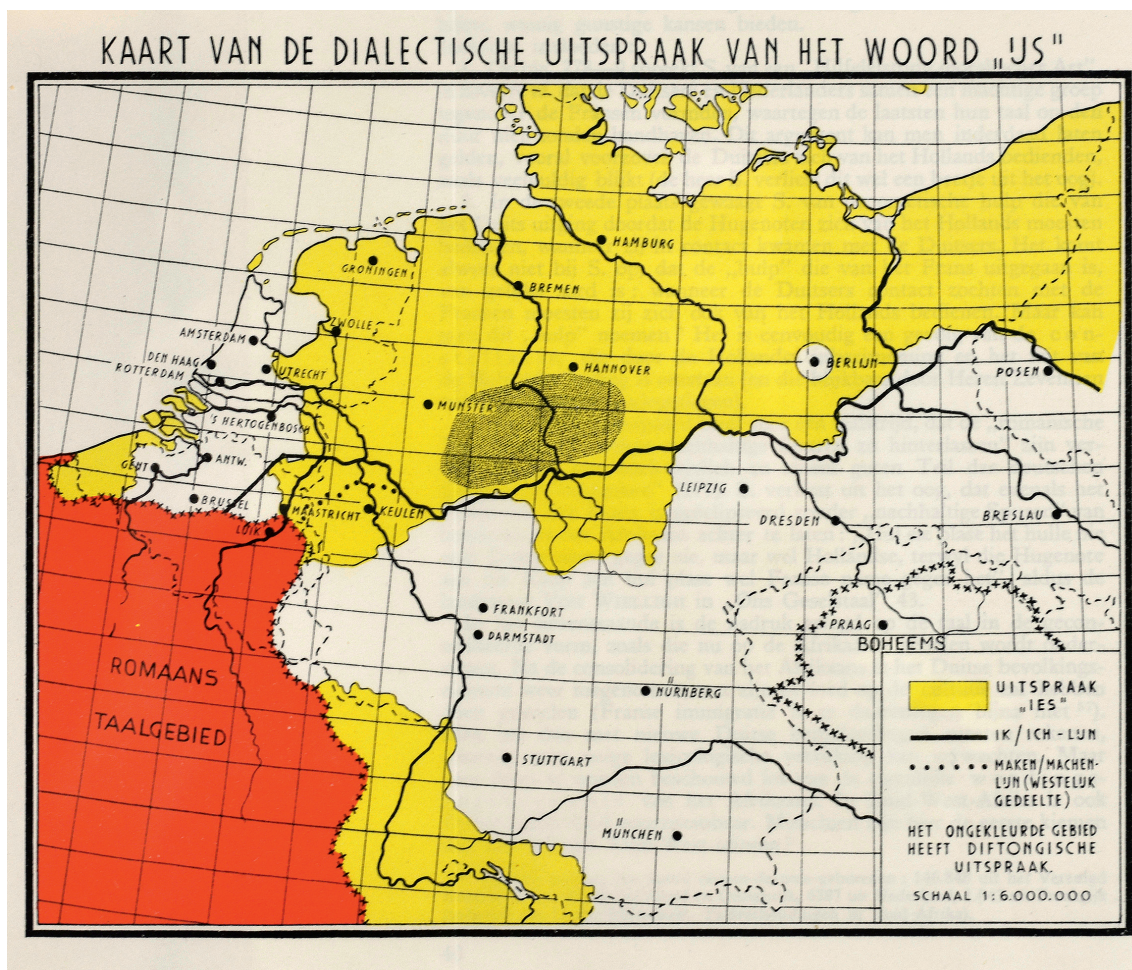 KAART VAN DE DIALECTISCHE UITSPRAAK VAN HET WOORD „IJS"
HAMBURG
GRONINGEN
BREMEN
ZWOLLE
AMSTERDAM
DEN HAAG
ROTTERDAM
UTRECHT
HANNOVER
BERLIJN
POSEN
MUNSTER
'S HERTOGENBOSCH
GENT
ANTW.
BRUSSEL
MAASTRICHT
KEULEN
LUIK
LEIPZIG
DRESDEN
BRESLAU
FRANKFORT
DARMSTADT
PRAAG
BOHEEMS
ROMAANS
TAALGEBIED
NÜRNBERG
STUTTGART
MÜNCHEN
UITSPRAAK
„IES"
IK/ICH-LIJN
MAKEN/MACHEN-
LIJN (WESTELIJK
GEDEELTE)
HET ONGEKLEURDE GEBIED
HEEFT DIFTONGISCHE
UITSPRAAK.
SCHAAL 1:6.000.000